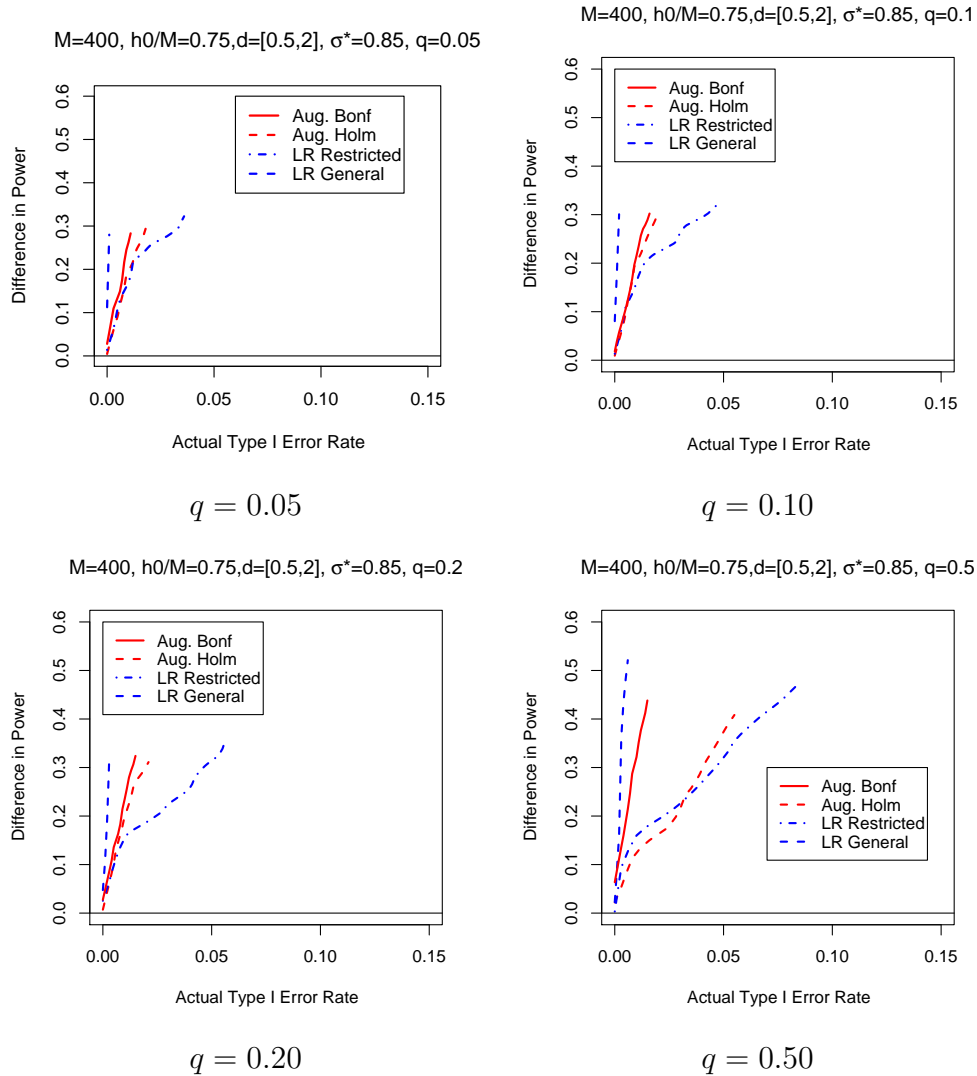 M=400, h0/M=0.75,d=[0.5,2], σ*=0.85, q=0.05
Difference in Power
0.6
0.5
0.4
0.3
0.2
0.1
0.0
Aug. Bonf
Aug. Holm
LR Restricted
LR General
0.00 0.05 0.10 0.15
Actual Type I Error Rate
q = 0.05
M=400, h0/M=0.75,d=[0.5,2], σ*=0.85, q=0.1
Difference in Power
0.6
0.5
0.4
0.3
0.2
0.1
0.0
Aug. Bonf
Aug. Holm
LR Restricted
LR General
0.00 0.05 0.10 0.15
Actual Type I Error Rate
q = 0.10
M=400, h0/M=0.75,d=[0.5,2], σ*=0.85, q=0.2
Difference in Power
0.6
0.5
0.4
0.3
0.2
0.1
0.0
Aug. Bonf
Aug. Holm
LR Restricted
LR General
0.00 0.05 0.10 0.15
Actual Type I Error Rate
q = 0.20
M=400, h0/M=0.75,d=[0.5,2], σ*=0.85, q=0.5
Difference in Power
0.6
0.5
0.4
0.3
0.2
0.1
0.0
Aug. Bonf
Aug. Holm
LR Restricted
LR General
0.00 0.05 0.10 0.15
Actual Type I Error Rate
q = 0.50